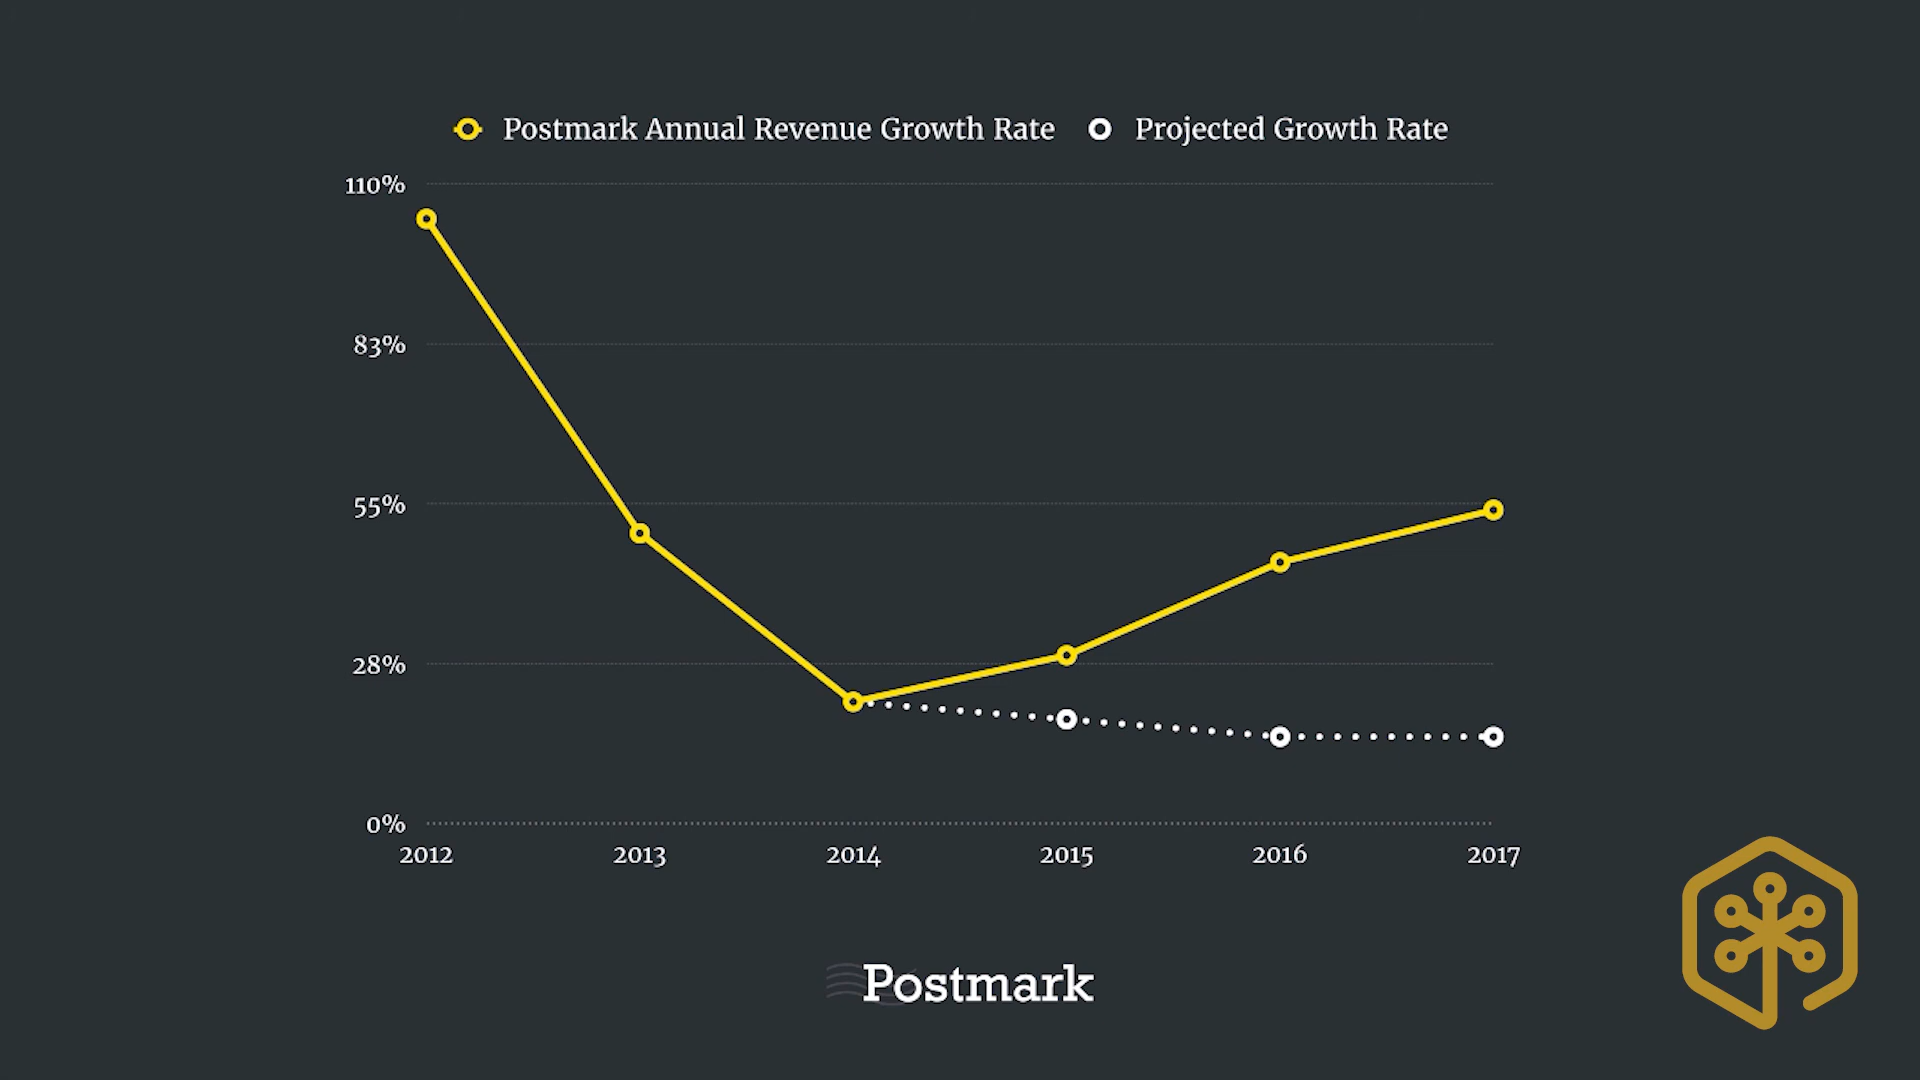 Postmark Annual Revenue Growth Rate Projected Growth Rate
110%
83%
55%
28%
0%
2012 2013 2014 2015 2016 2017
Postmark